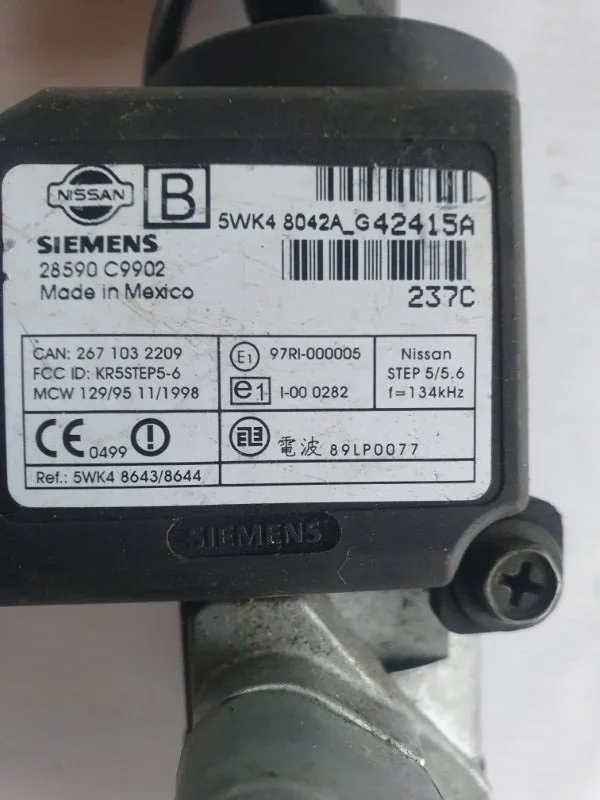 NISSAN B
5WK4 8042A_G42415A
SIEMENS
28590 C9902
Made in Mexico
237C
CAN: 267 103 2209
FCC ID: KR5STEP5-6
MCW 129/95 11/1998
E1 97RI-000005
e1 I-00 0282
Nissan
STEP 5/5.6
f=134kHz
CE 0499
電波 89LP0077
Ref.: 5WK4 8643/8644
SIEMENS